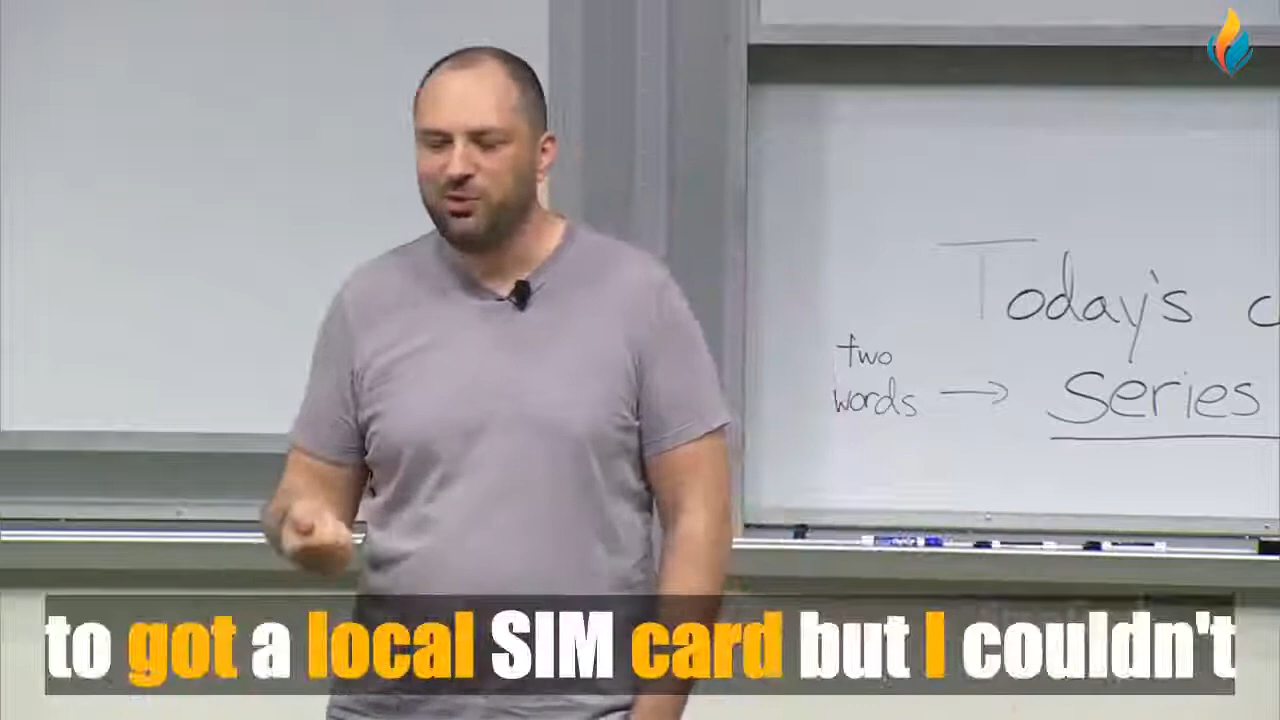 Today's c
two
words → Series
to got a local SIM card but I couldn't